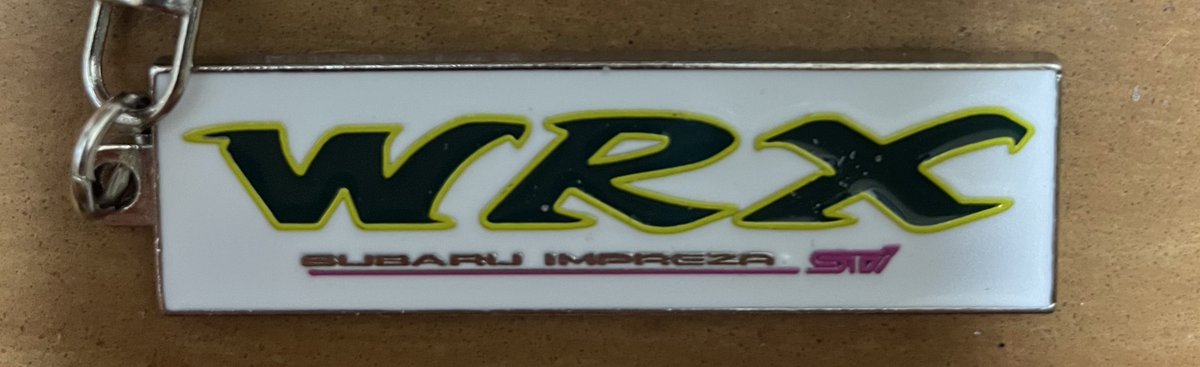 WRX
SUBARU IMPREZA STi